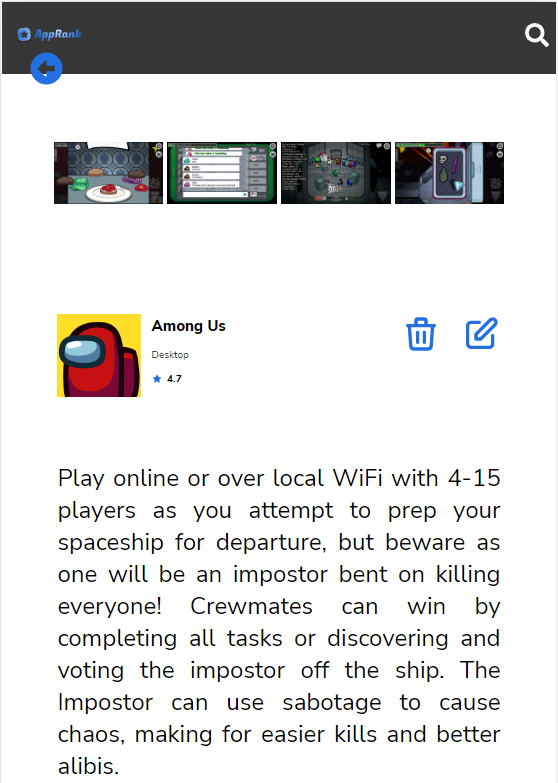 AppRank
Among Us
Desktop
4.7
Play online or over local WiFi with 4-15
players as you attempt to prep your
spaceship for departure, but beware as
one will be an impostor bent on killing
everyone! Crewmates can win by
completing all tasks or discovering and
voting the impostor off the ship. The
Impostor can use sabotage to cause
chaos, making for easier kills and better
alibis.